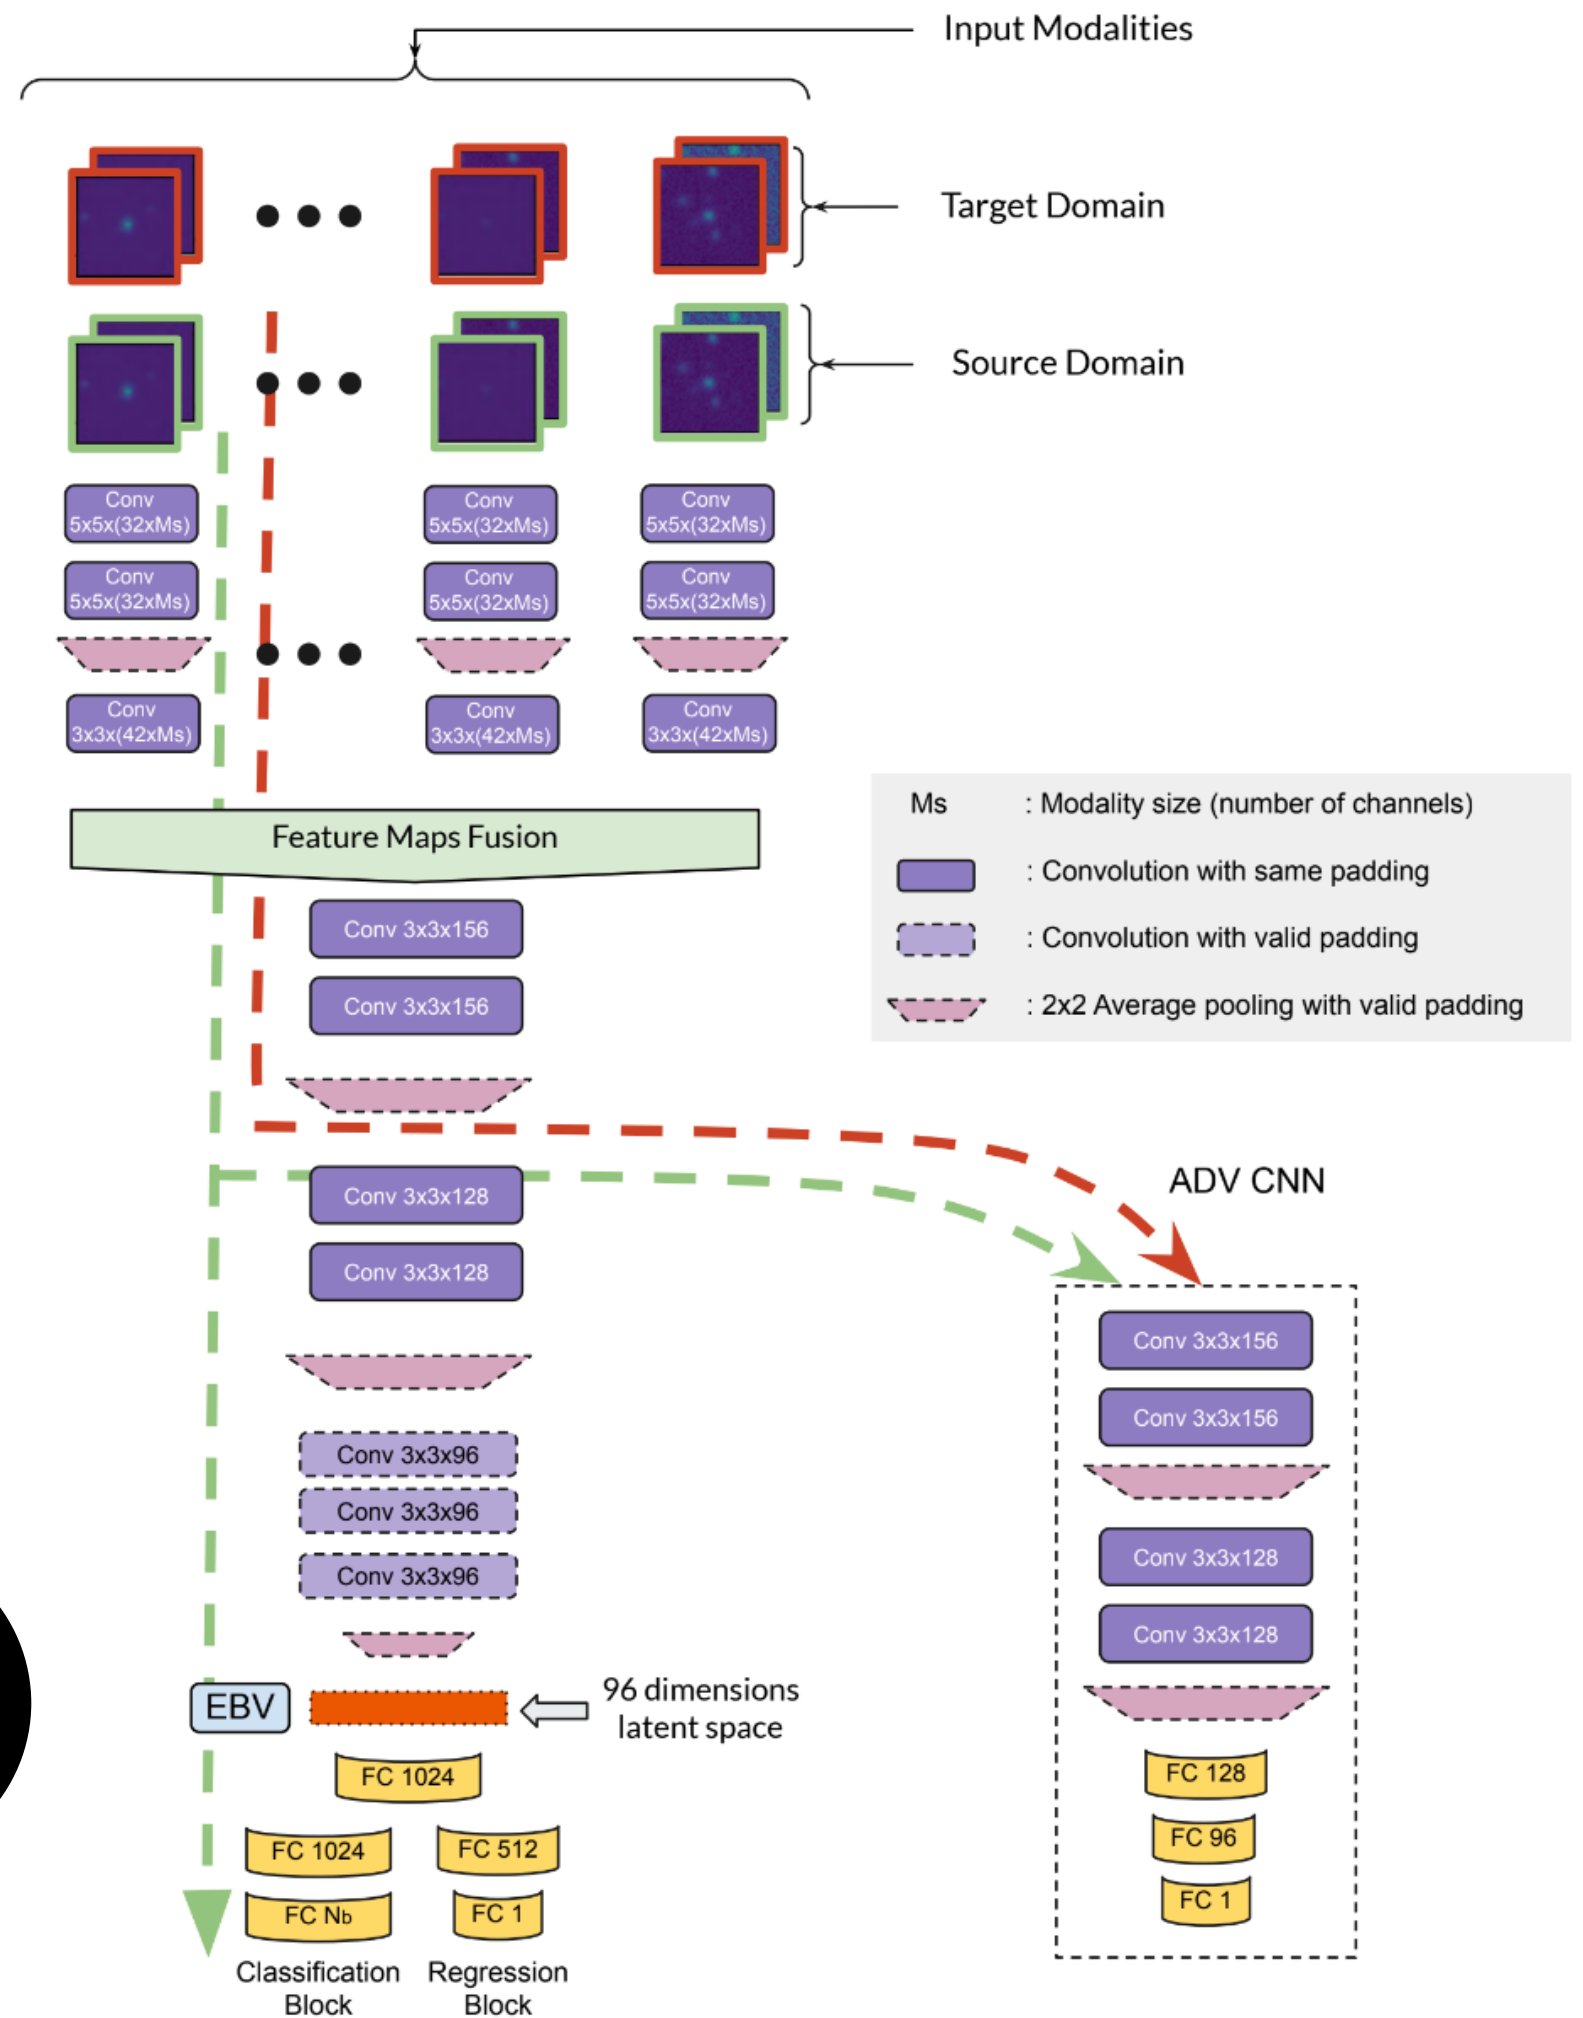 Input Modalities
Target Domain
Source Domain
Conv
5x5x(32xMs)
Conv
5x5x(32xMs)
Conv
5x5x(32xMs)
Conv
5x5x(32xMs)
Conv
5x5x(32xMs)
Conv
5x5x(32xMs)
Conv
3x3x(42xMs)
Conv
3x3x(42xMs)
Conv
3x3x(42xMs)
Feature Maps Fusion
Ms : Modality size (number of channels)
: Convolution with same padding
: Convolution with valid padding
: 2x2 Average pooling with valid padding
Conv 3x3x156
Conv 3x3x156
Conv 3x3x128
Conv 3x3x128
Conv 3x3x96
Conv 3x3x96
Conv 3x3x96
EBV
96 dimensions
latent space
FC 1024
FC 1024
FC 512
FC Nb
FC 1
Classification
Block
Regression
Block
ADV CNN
Conv 3x3x156
Conv 3x3x156
Conv 3x3x128
Conv 3x3x128
FC 128
FC 96
FC 1